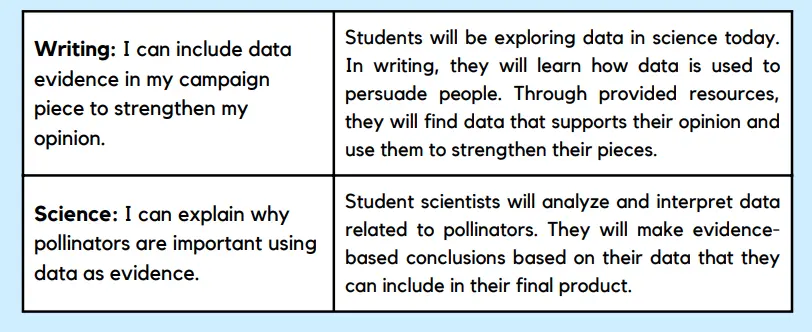 Writing: I can include data
evidence in my campaign
piece to strengthen my
opinion.
Students will be exploring data in science today.
In writing, they will learn how data is used to
persuade people. Through provided resources,
they will find data that supports their opinion and
use them to strengthen their pieces.
Science: I can explain why
pollinators are important using
data as evidence.
Student scientists will analyze and interpret data
related to pollinators. They will make evidence-
based conclusions based on their data that they
can include in their final product.